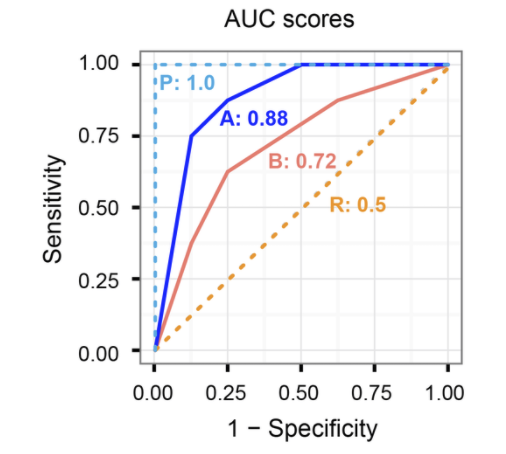 AUC scores
1.00
P: 1.0
A: 0.88
0.75
B: 0.72
0.50
R: 0.5
0.25
0.00
Sensitivity
0.00 0.25 0.50 0.75 1.00
1 − Specificity